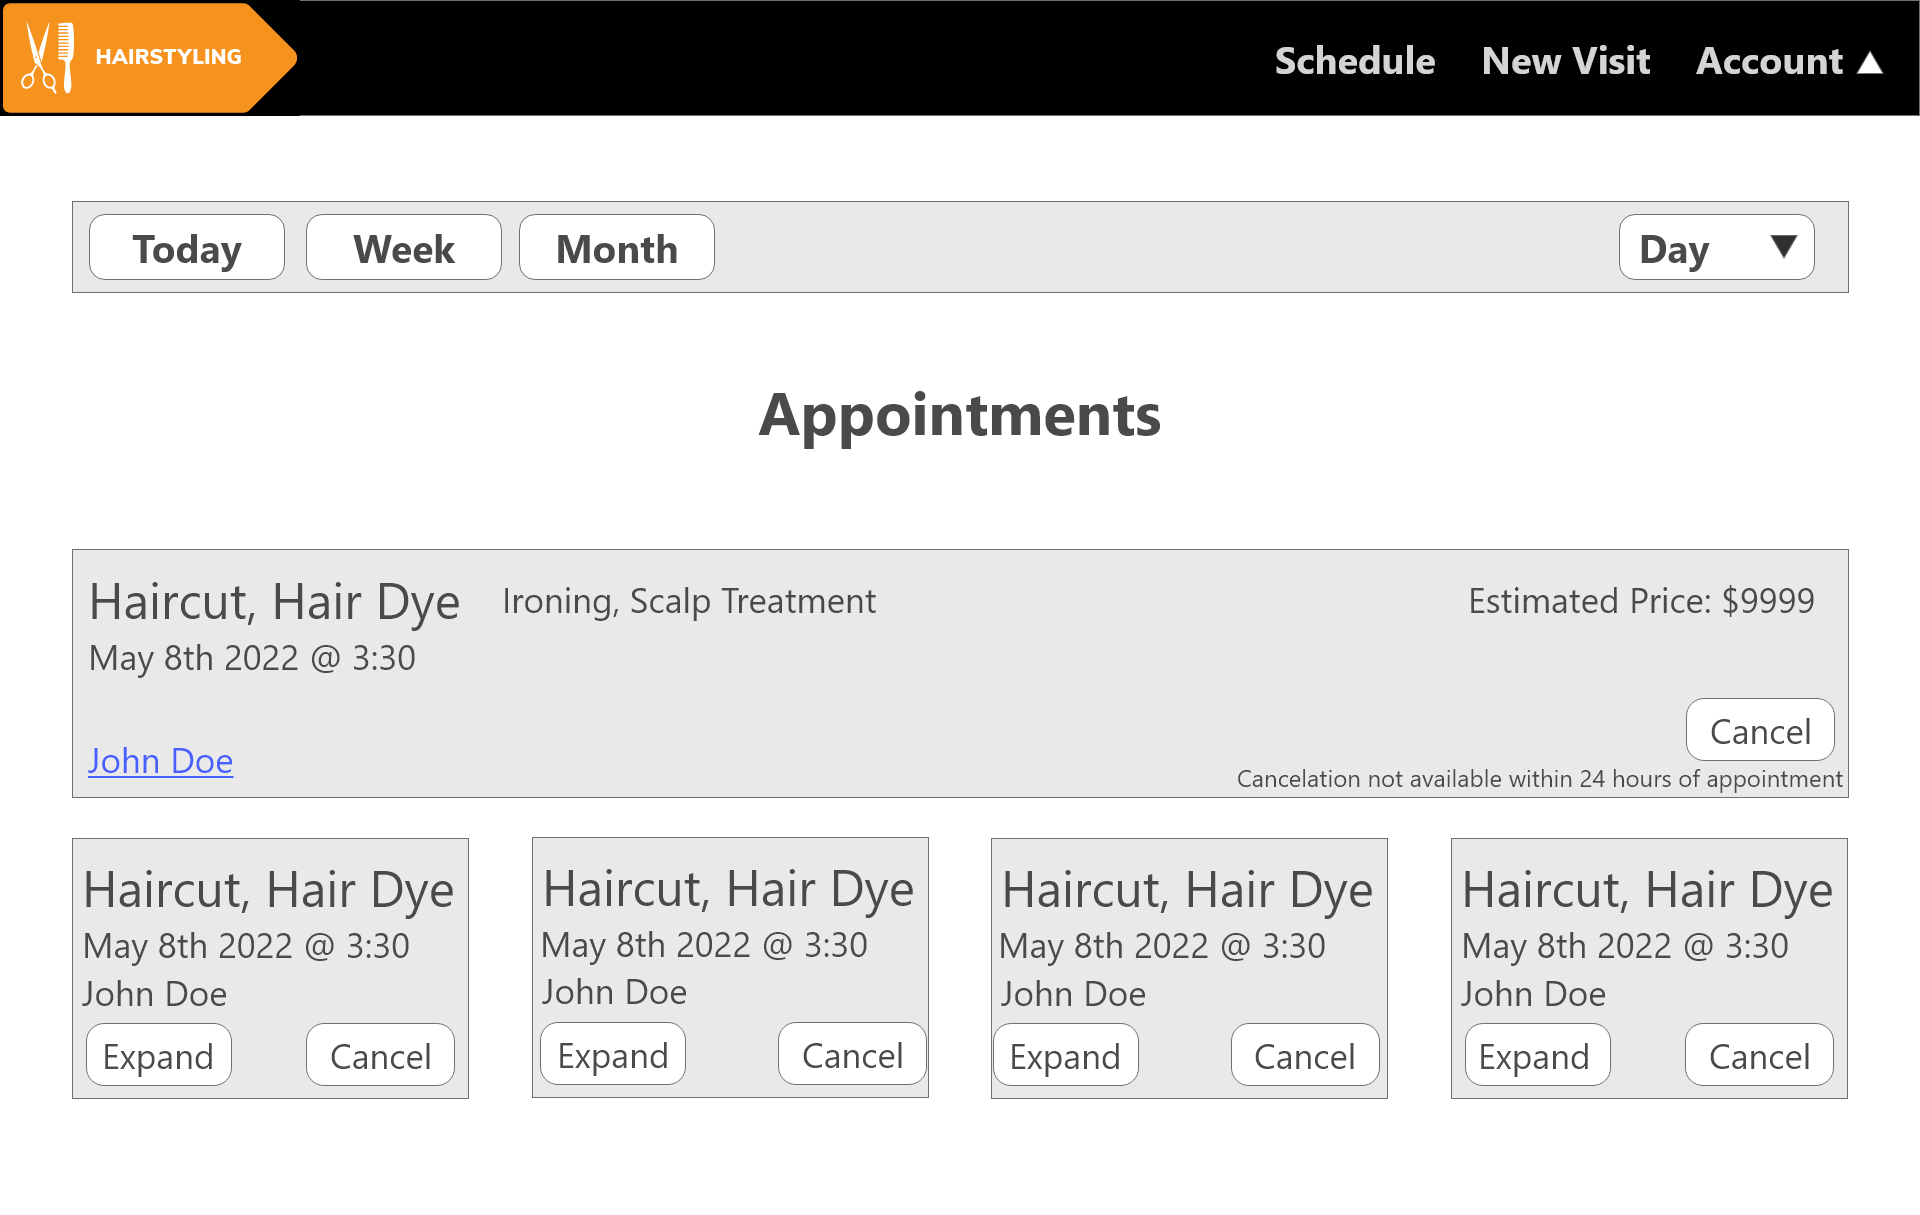 HAIRSTYLING
Schedule New Visit Account
Today Week Month Day
Appointments
Haircut, Hair Dye Ironing, Scalp Treatment Estimated Price: $9999
May 8th 2022 @ 3:30
Cancel
John Doe
Cancelation not available within 24 hours of appointment
Haircut, Hair Dye
May 8th 2022 @ 3:30
John Doe
Expand Cancel
Haircut, Hair Dye
May 8th 2022 @ 3:30
John Doe
Expand Cancel
Haircut, Hair Dye
May 8th 2022 @ 3:30
John Doe
Expand Cancel
Haircut, Hair Dye
May 8th 2022 @ 3:30
John Doe
Expand Cancel